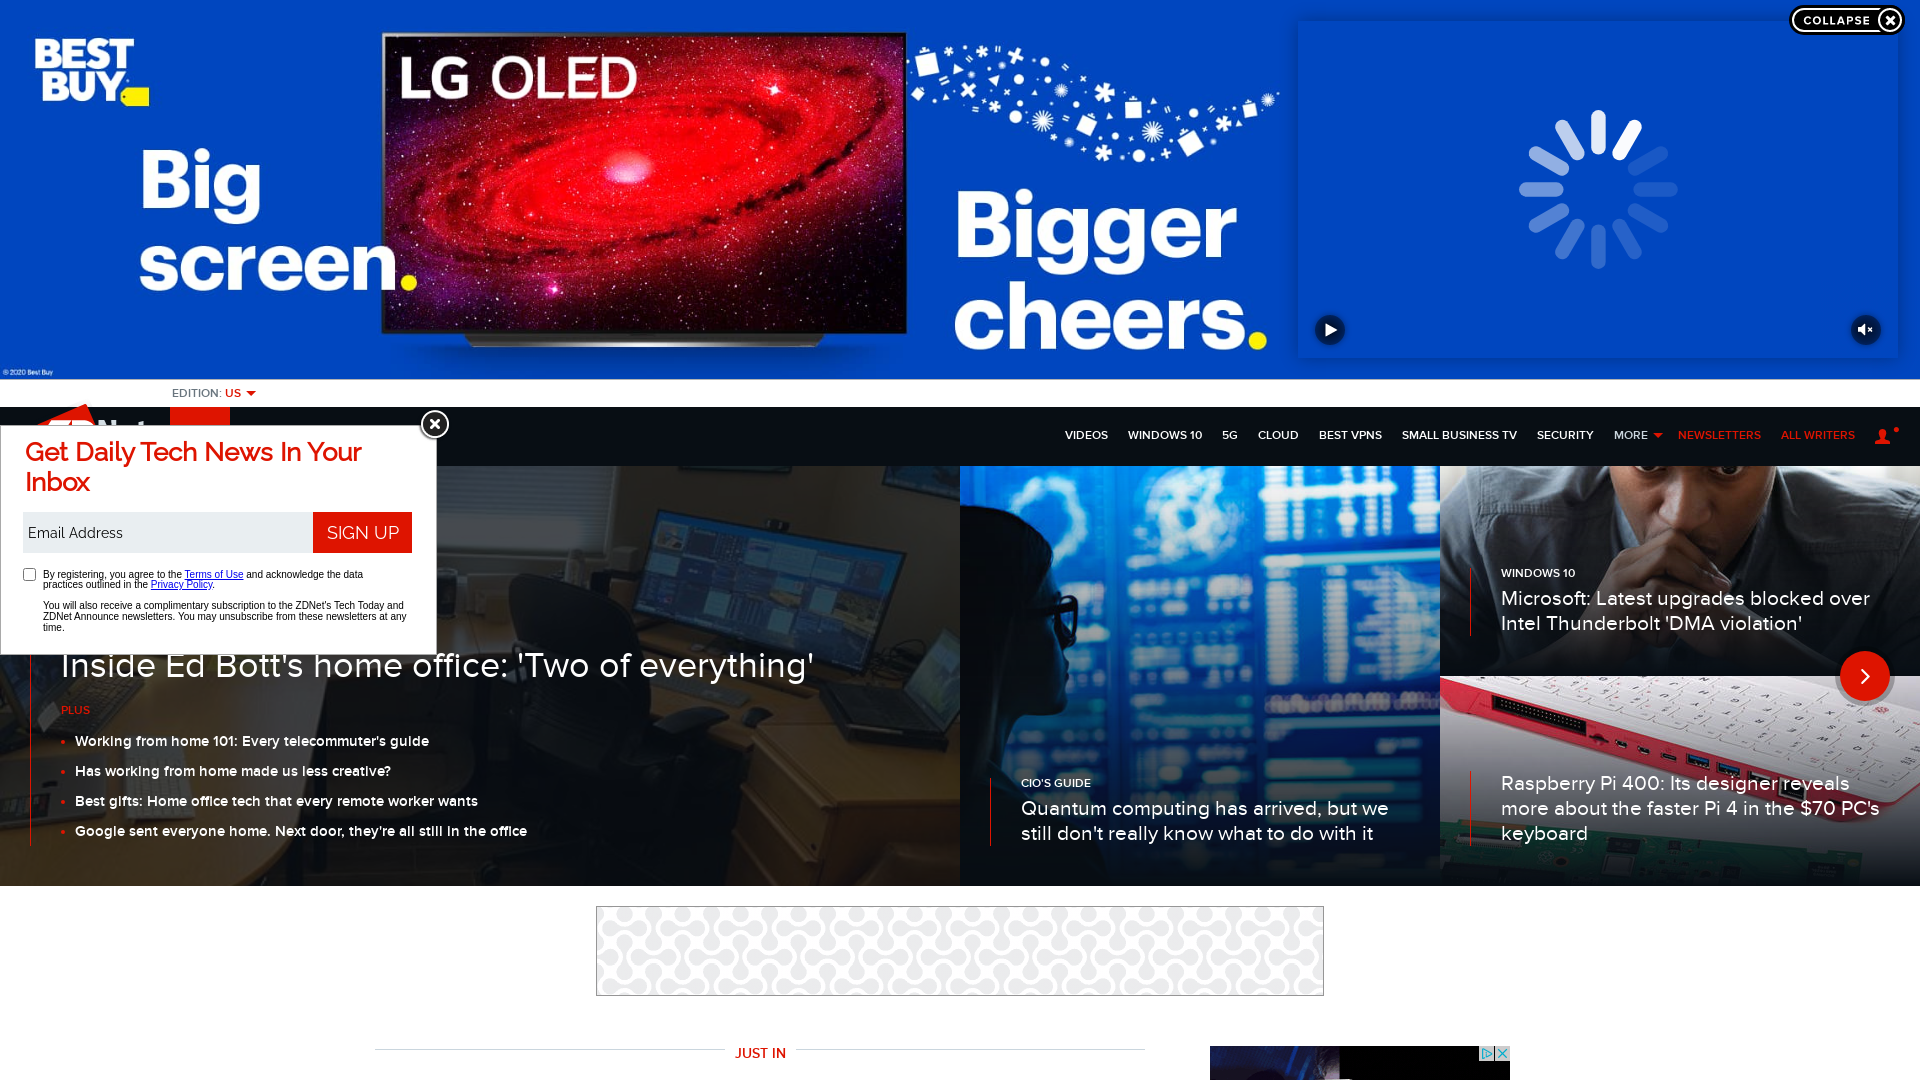 COLLAPSE
BEST
BUY
LG OLED
Big
screen.
Bigger
cheers.
© 2020 Best Buy
EDITION: US
VIDEOS WINDOWS 10 5G CLOUD BEST VPNS SMALL BUSINESS TV SECURITY MORE NEWSLETTERS ALL WRITERS
Get Daily Tech News In Your
Inbox
Email Address SIGN UP
By registering, you agree to the Terms of Use and acknowledge the data
practices outlined in the Privacy Policy.
You will also receive a complimentary subscription to the ZDNet's Tech Today and
ZDNet Announce newsletters. You may unsubscribe from these newsletters at any
time.
Inside Ed Bott's home office: 'Two of everything'
PLUS
Working from home 101: Every telecommuter's guide
Has working from home made us less creative?
Best gifts: Home office tech that every remote worker wants
Google sent everyone home. Next door, they're all still in the office
CIO'S GUIDE
Quantum computing has arrived, but we
still don't really know what to do with it
WINDOWS 10
Microsoft: Latest upgrades blocked over
Intel Thunderbolt 'DMA violation'
Raspberry Pi 400: Its designer reveals
more about the faster Pi 4 in the $70 PC's
keyboard
JUST IN